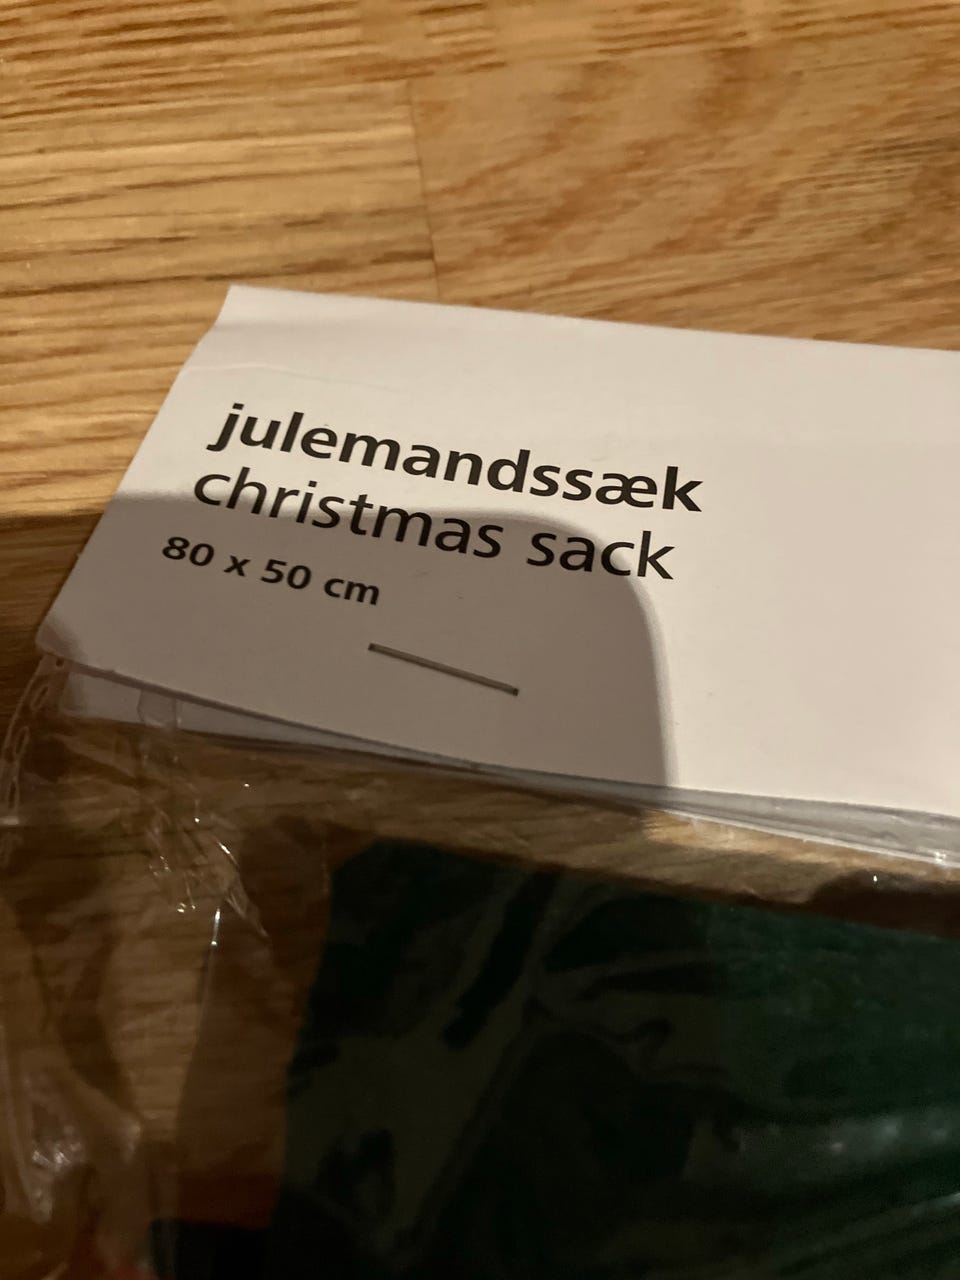 julemandssæk
christmas sack
80 x 50 cm